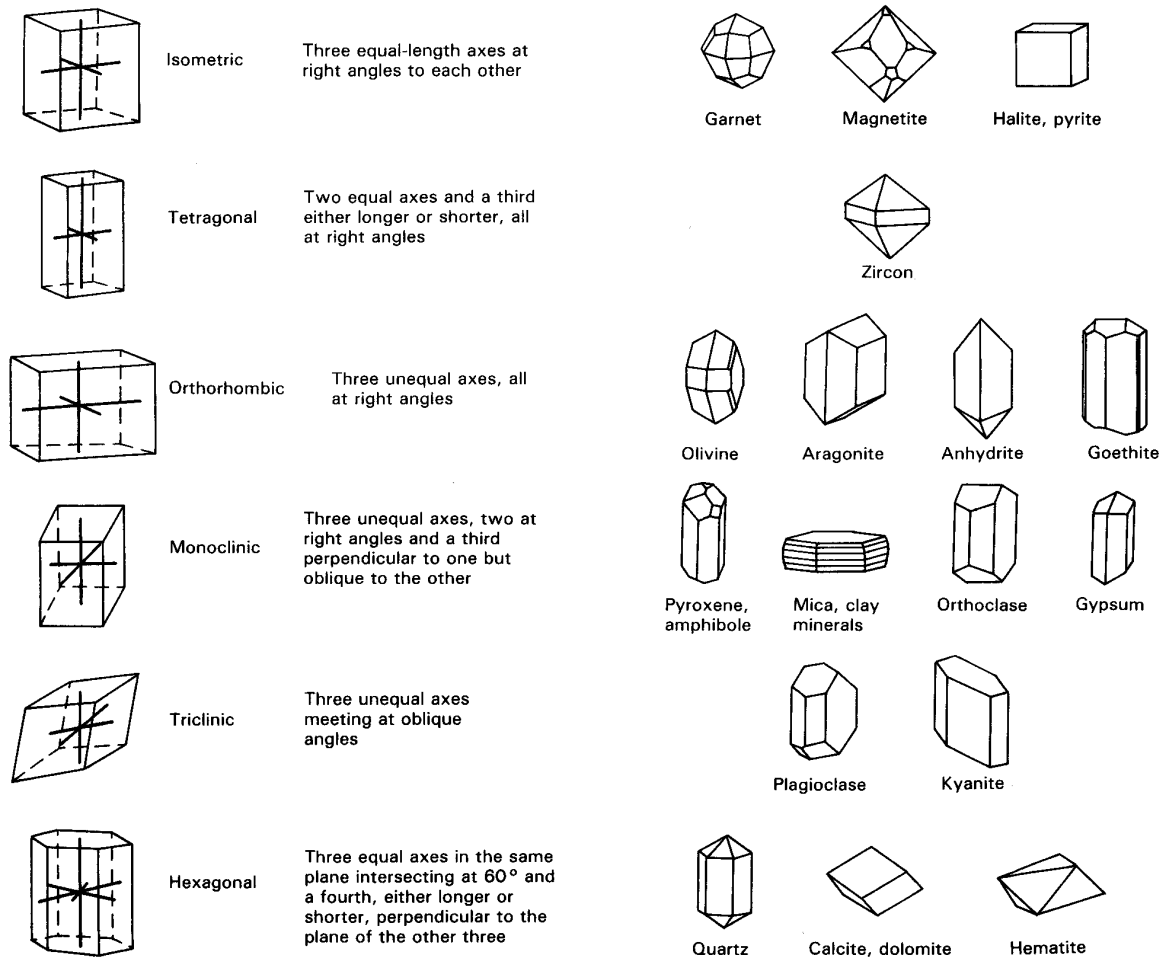 Isometric
Three equal-length axes at
right angles to each other
Garnet
Magnetite
Halite, pyrite
Tetragonal
Two equal axes and a third
either longer or shorter, all
at right angles
Zircon
Orthorhombic
Three unequal axes, all
at right angles
Olivine
Aragonite
Anhydrite
Goethite
Monoclinic
Three unequal axes, two at
right angles and a third
perpendicular to one but
oblique to the other
Pyroxene,
amphibole
Mica, clay
minerals
Orthoclase
Gypsum
Triclinic
Three unequal axes
meeting at oblique
angles
Plagioclase
Kyanite
Hexagonal
Three equal axes in the same
plane intersecting at 60° and
a fourth, either longer or
shorter, perpendicular to the
plane of the other three
Quartz
Calcite, dolomite
Hematite